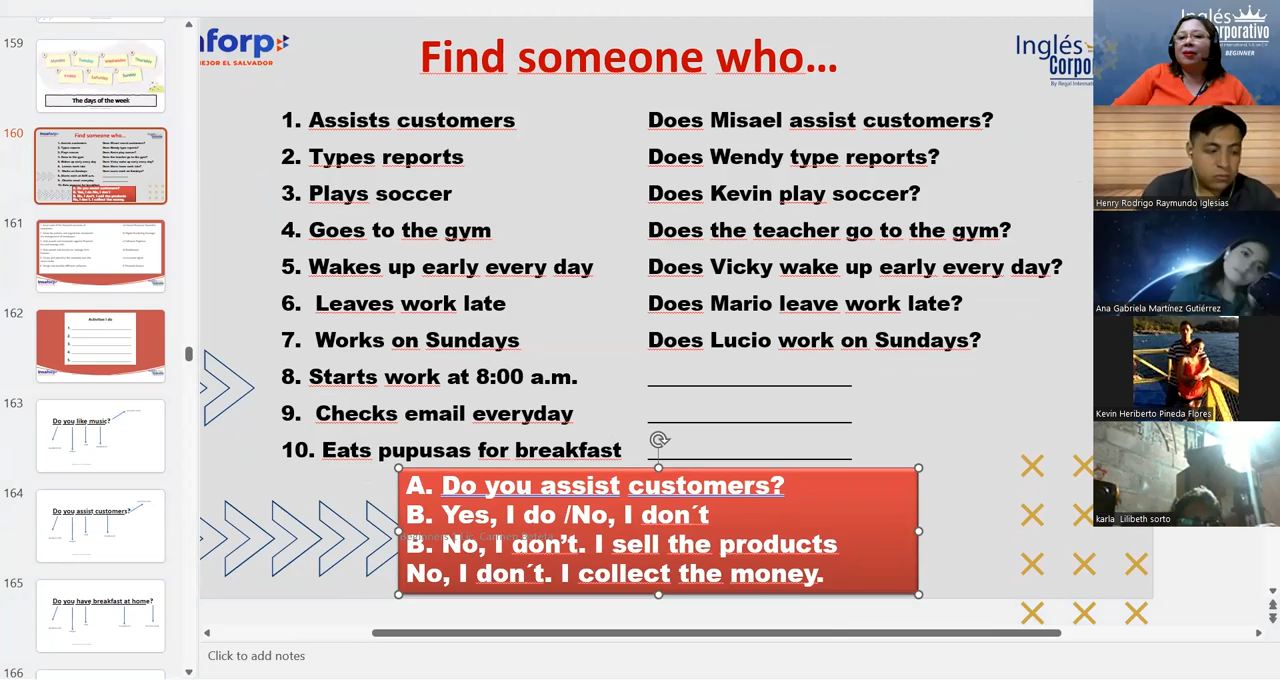 159
The days of the week
160
Find someone who...
161
162
Activities I do
163
Do you like music?
164
Do you assist customers?
165
Do you have breakfast at home?
166
aforp
MEJOR EL SALVADOR
Find someone who...
Inglés
Corpo
By Regal Internati
1. Assists customers
Does Misael assist customers?
2. Types reports
Does Wendy type reports?
3. Plays soccer
Does Kevin play soccer?
4. Goes to the gym
Does the teacher go to the gym?
5. Wakes up early every day
Does Vicky wake up early every day?
6. Leaves work late
Does Mario leave work late?
7. Works on Sundays
Does Lucio work on Sundays?
8. Starts work at 8:00 a.m.
9. Checks email everyday
10. Eats pupusas for breakfast
A. Do you assist customers?
B. Yes, I do /No, I don´t
B. No, I don’t. I sell the products
No, I don´t. I collect the money.
Click to add notes
Inglés
Corporativo
BEGINNER
Henry Rodrigo Raymundo Iglesias
Ana Gabriela Martínez Gutiérrez
Kevin Heriberto Pineda Flores
karla Lilibeth sorto